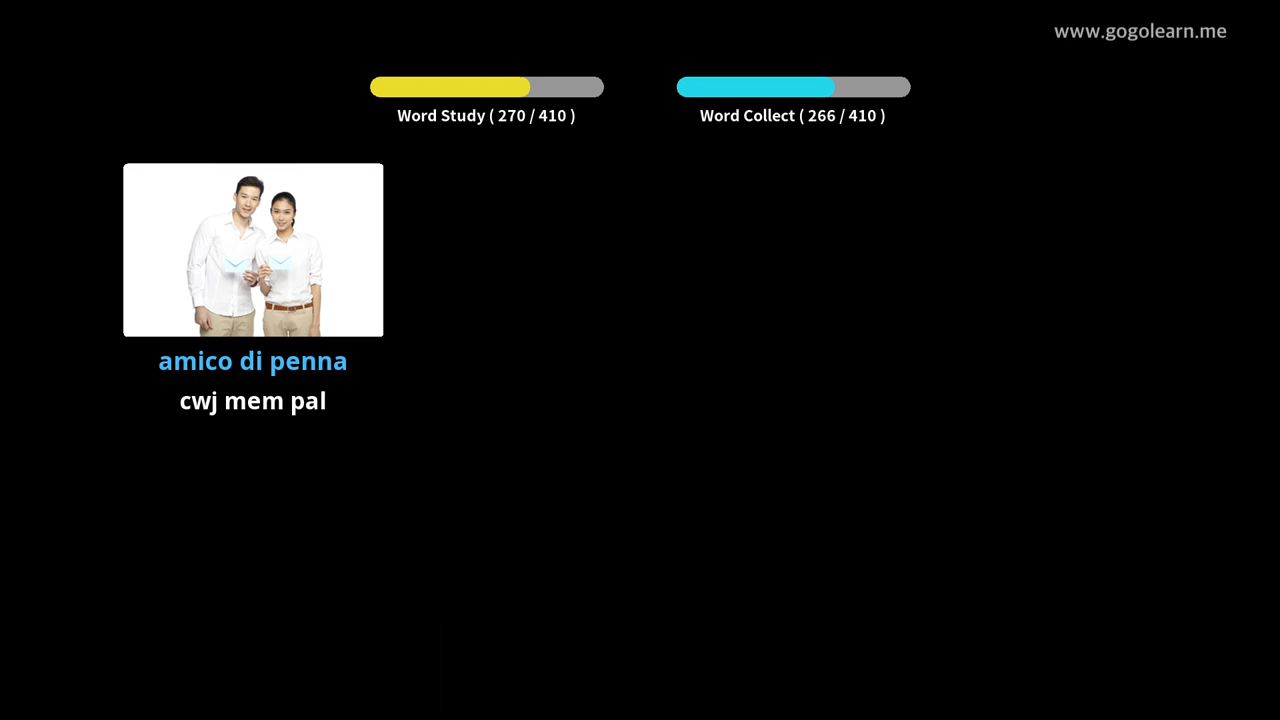 www.gogolearn.me
Word Study ( 270 / 410 )
Word Collect ( 266 / 410 )
amico di penna
cwj mem pal